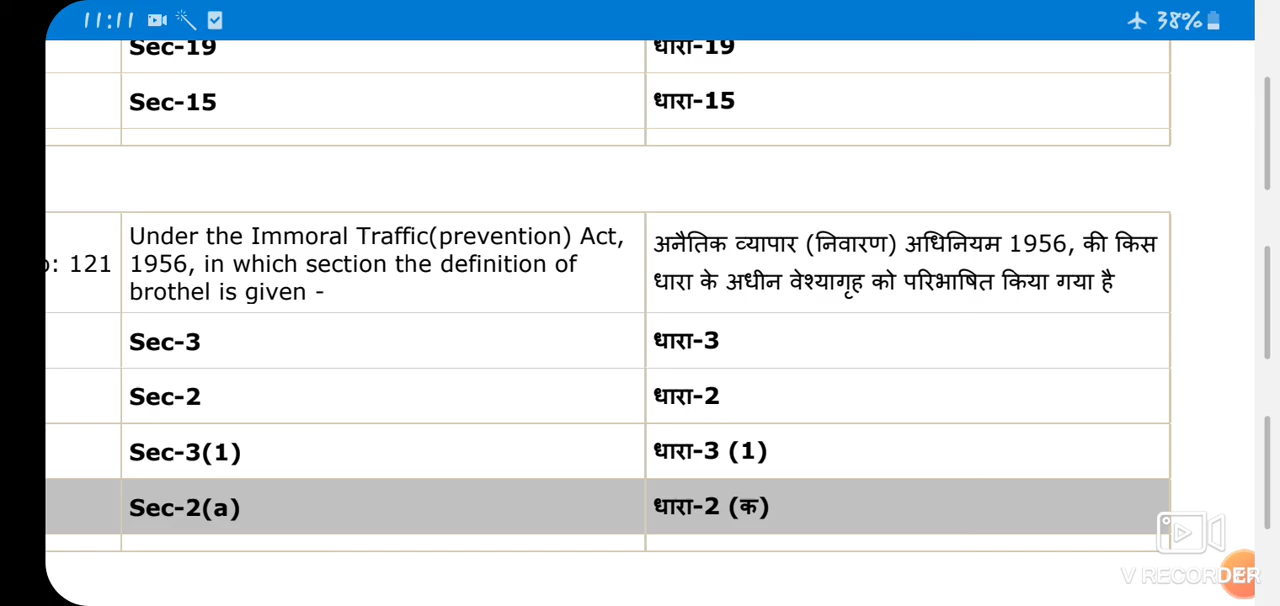 11:11 38%
Sec-19 धारा-19
Sec-15 धारा-15
Under the Immoral Traffic(prevention) Act, अनैतिक व्यापार (निवारण) अधिनियम 1956, की किस
: 121 1956, in which section the definition of धारा के अधीन वेश्यागृह को परिभाषित किया गया है
brothel is given -
Sec-3 धारा-3
Sec-2 धारा-2
Sec-3(1) धारा-3 (1)
Sec-2(a) धारा-2 (क)
V RECORDER